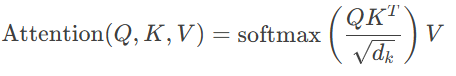 Attention(Q, K, V) = softmax(QK^T / √d_k)V